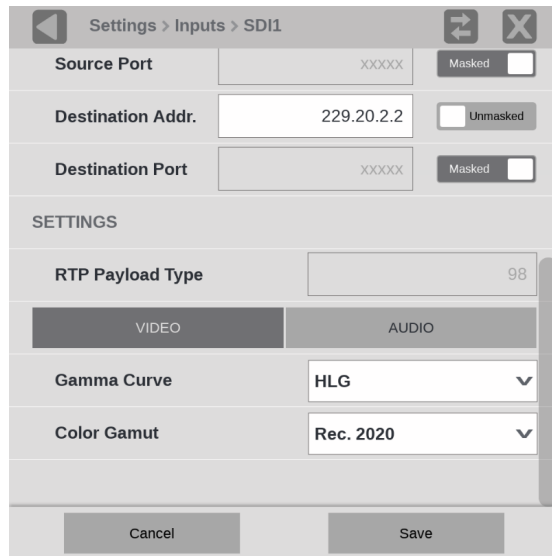 Settings > Inputs > SDI1
Source Port xxxxx Masked
Destination Addr. 229.20.2.2 Unmasked
Destination Port xxxxx Masked
SETTINGS
RTP Payload Type 98
VIDEO AUDIO
Gamma Curve HLG
Color Gamut Rec. 2020
Cancel Save